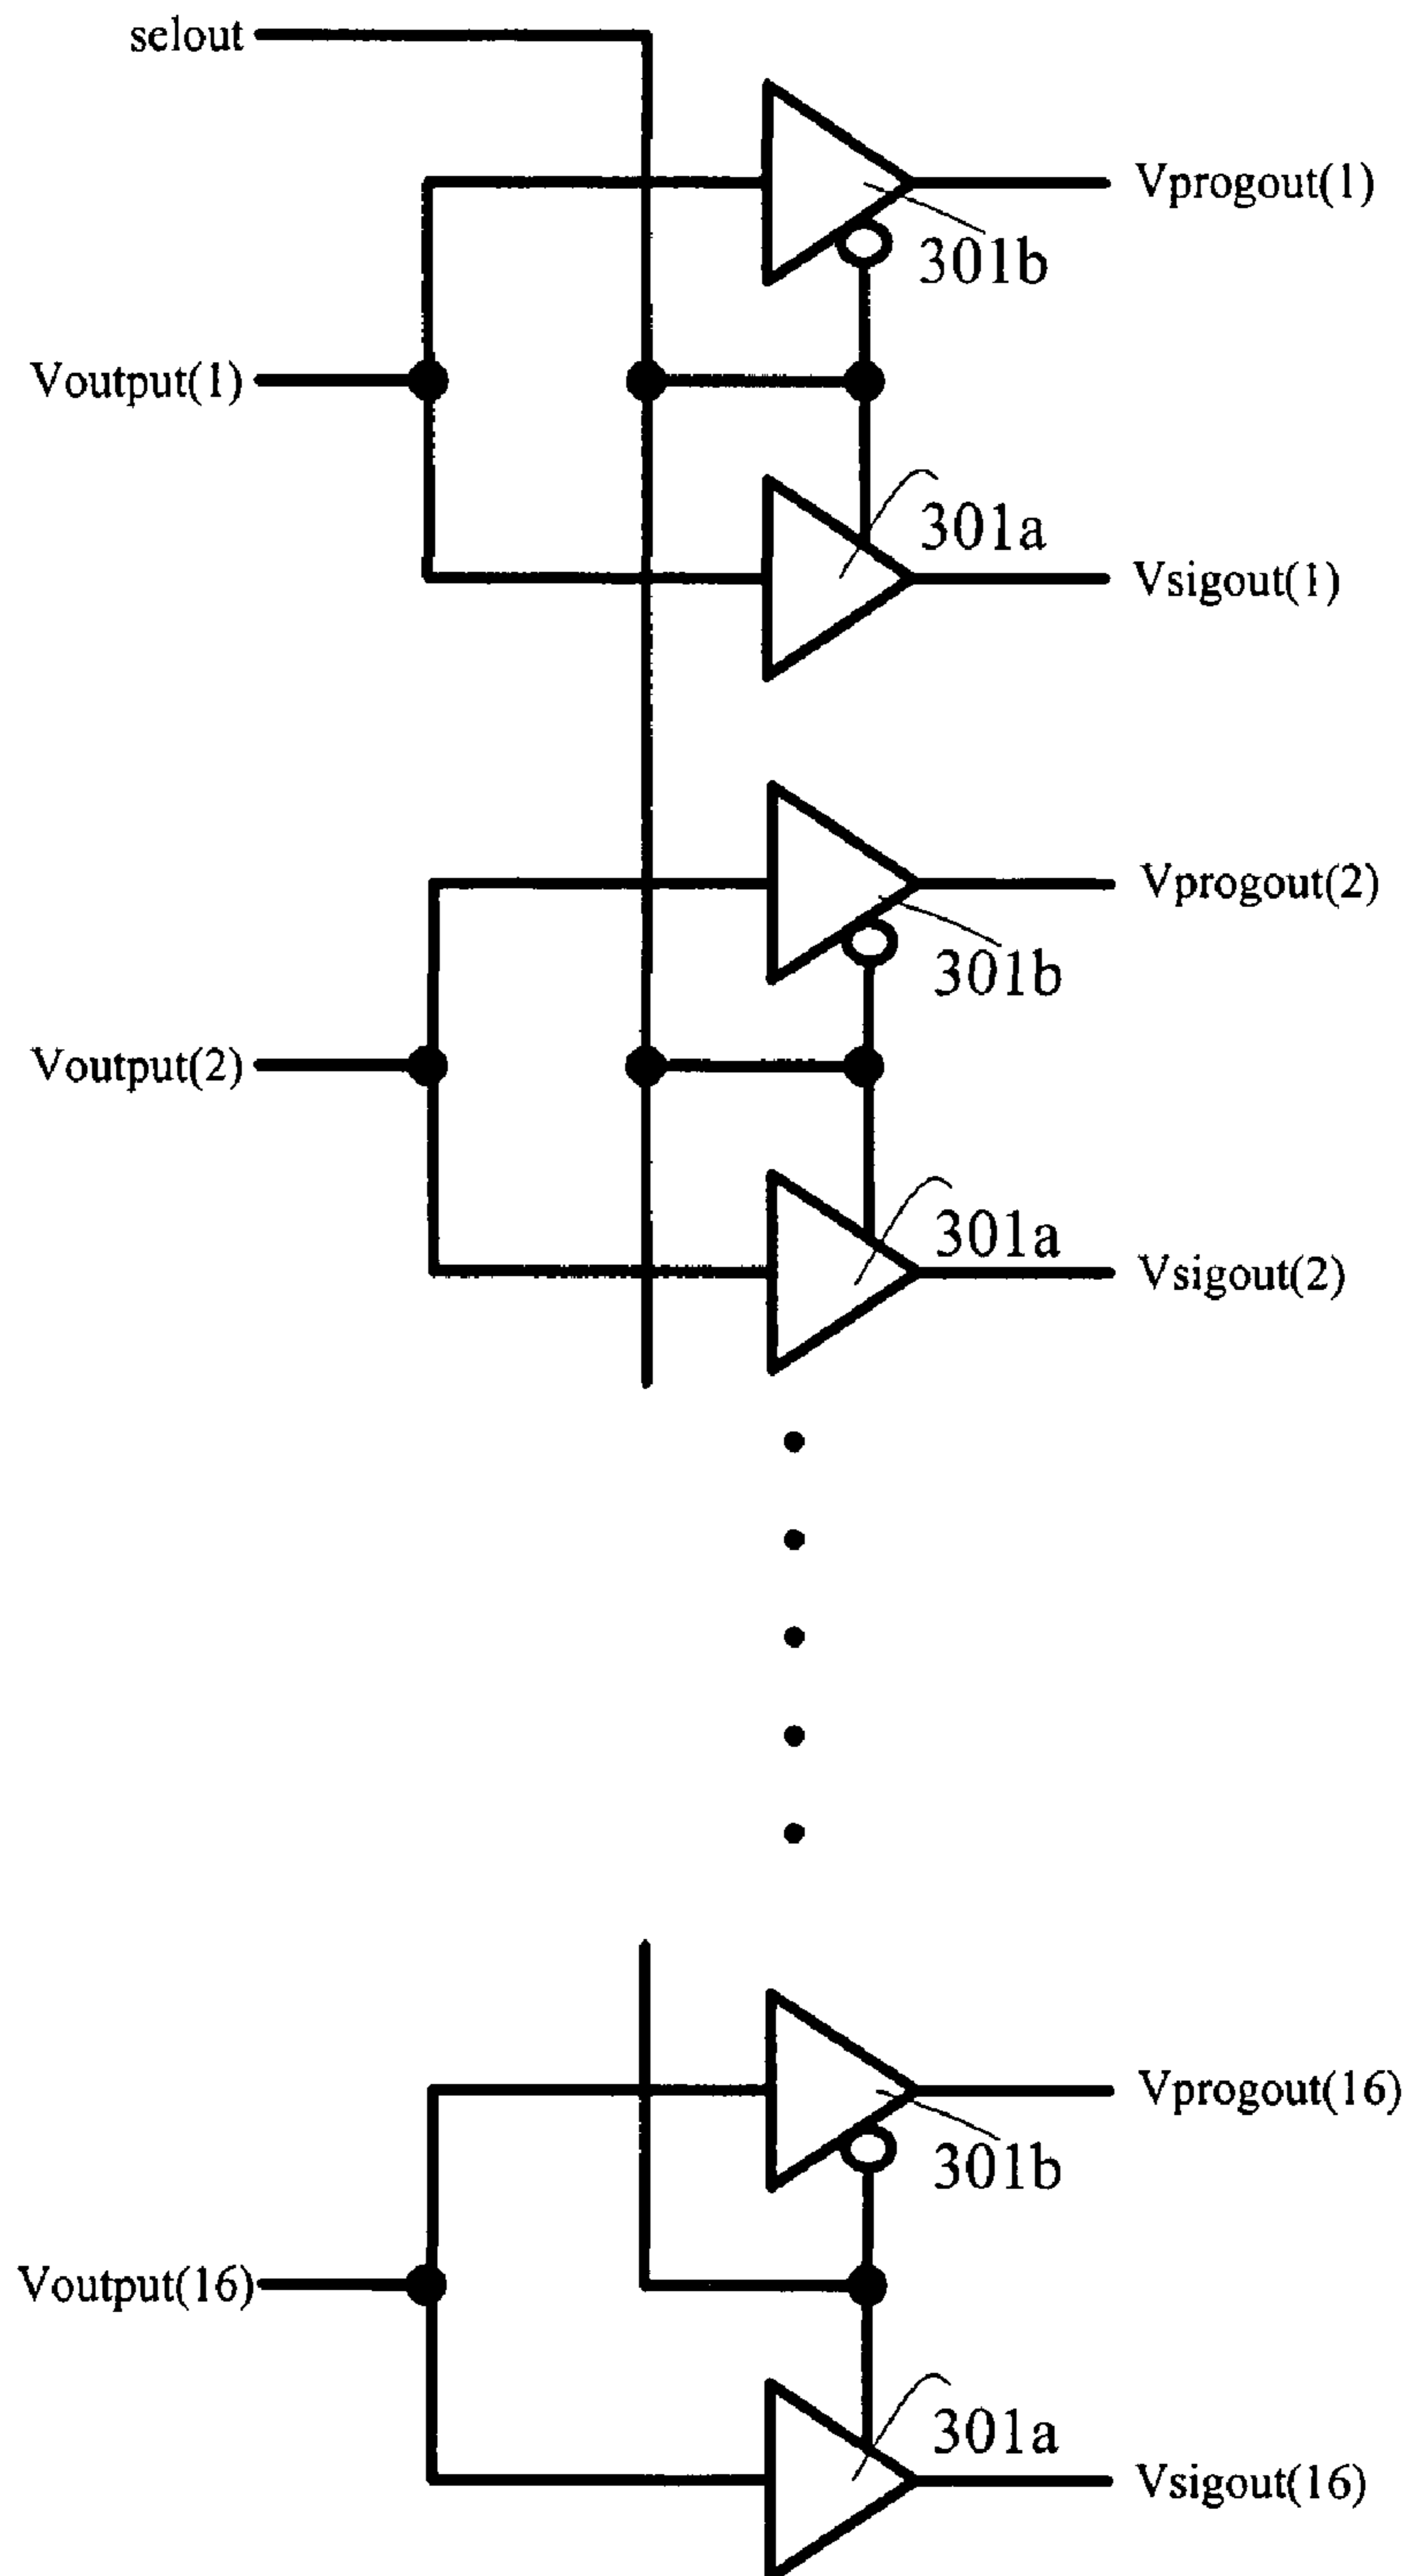 selout
Vprogout(1)
301b
Voutput(1)
301a
Vsigout(1)
Vprogout(2)
301b
Voutput(2)
301a
Vsigout(2)
Vprogout(16)
301b
Voutput(16)
301a
Vsigout(16)